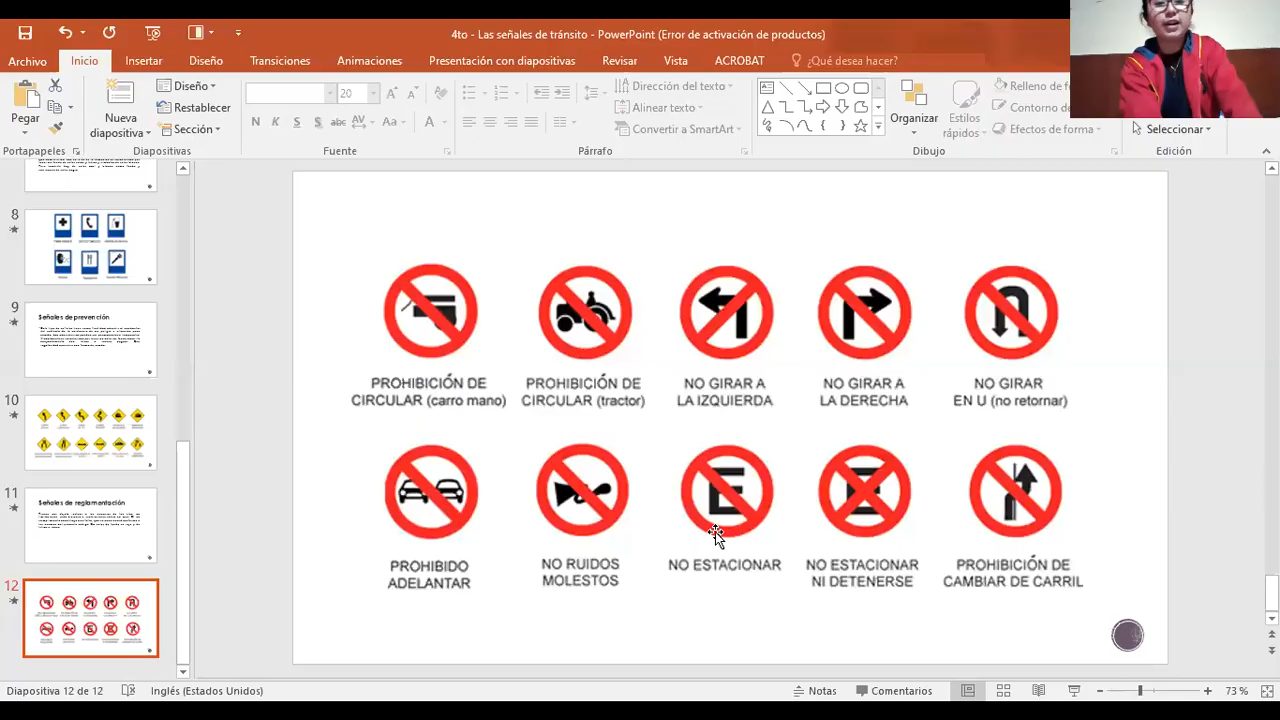 4to - Las señales de tránsito - PowerPoint (Error de activación de productos)
Archivo
Inicio
Insertar
Diseño
Transiciones
Animaciones
Presentación con diapositivas
Revisar
Vista
ACROBAT
¿Qué desea hacer?
Pegar
Nueva
diapositiva
Diseño
Restablecer
Sección
20
N K S S abc AV Aa A
Dirección del texto
Alinear texto
Convertir a SmartArt
Organizar
Estilos
rápidos
Relleno de
Contorno de
Efectos de forma
Seleccionar
Portapapeles
Diapositivas
Fuente
Párrafo
Dibujo
Edición
8
9
Señales de prevención
10
11
Señales de reglamentación
12
PROHIBICIÓN DE
CIRCULAR (carro mano)
PROHIBICIÓN DE
CIRCULAR (tractor)
NO GIRAR A
LA IZQUIERDA
NO GIRAR A
LA DERECHA
NO GIRAR
EN U (no retornar)
E
E
PROHIBIDO
ADELANTAR
NO RUIDOS
MOLESTOS
NO ESTACIONAR
NO ESTACIONAR
NI DETENERSE
PROHIBICIÓN DE
CAMBIAR DE CARRIL
Diapositiva 12 de 12
Inglés (Estados Unidos)
Notas
Comentarios
73 %